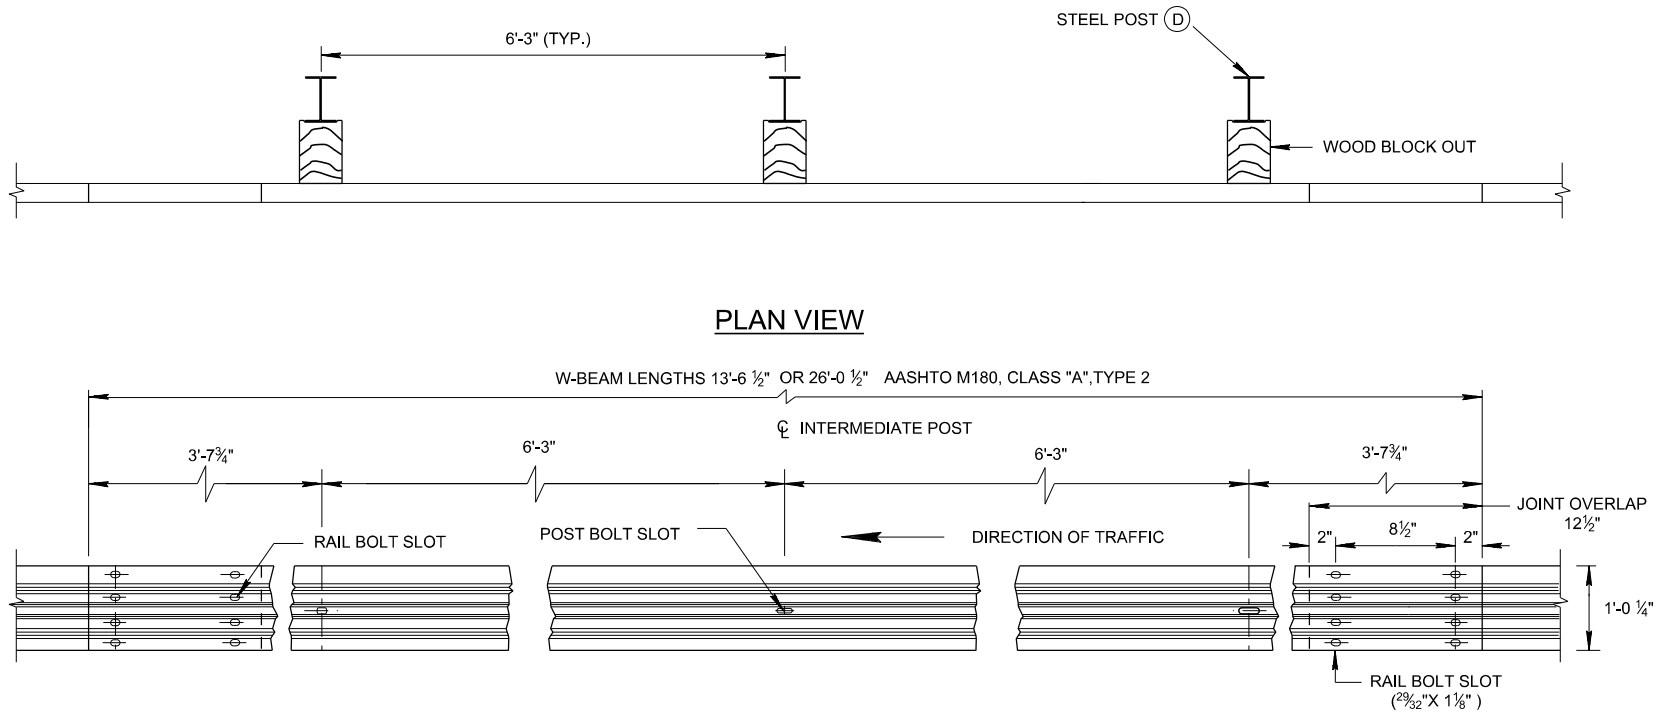 STEEL POST D
6'-3" (TYP.)
WOOD BLOCK OUT
PLAN VIEW
W-BEAM LENGTHS 13'-6 ½" OR 26'-0 ½" AASHTO M180, CLASS "A",TYPE 2
℄ INTERMEDIATE POST
3'-7¾"
6'-3"
6'-3"
3'-7¾"
JOINT OVERLAP
12½"
RAIL BOLT SLOT
POST BOLT SLOT
DIRECTION OF TRAFFIC
2"
8½"
2"
1'-0 ¼"
RAIL BOLT SLOT
(29/32"X 1⅛" )